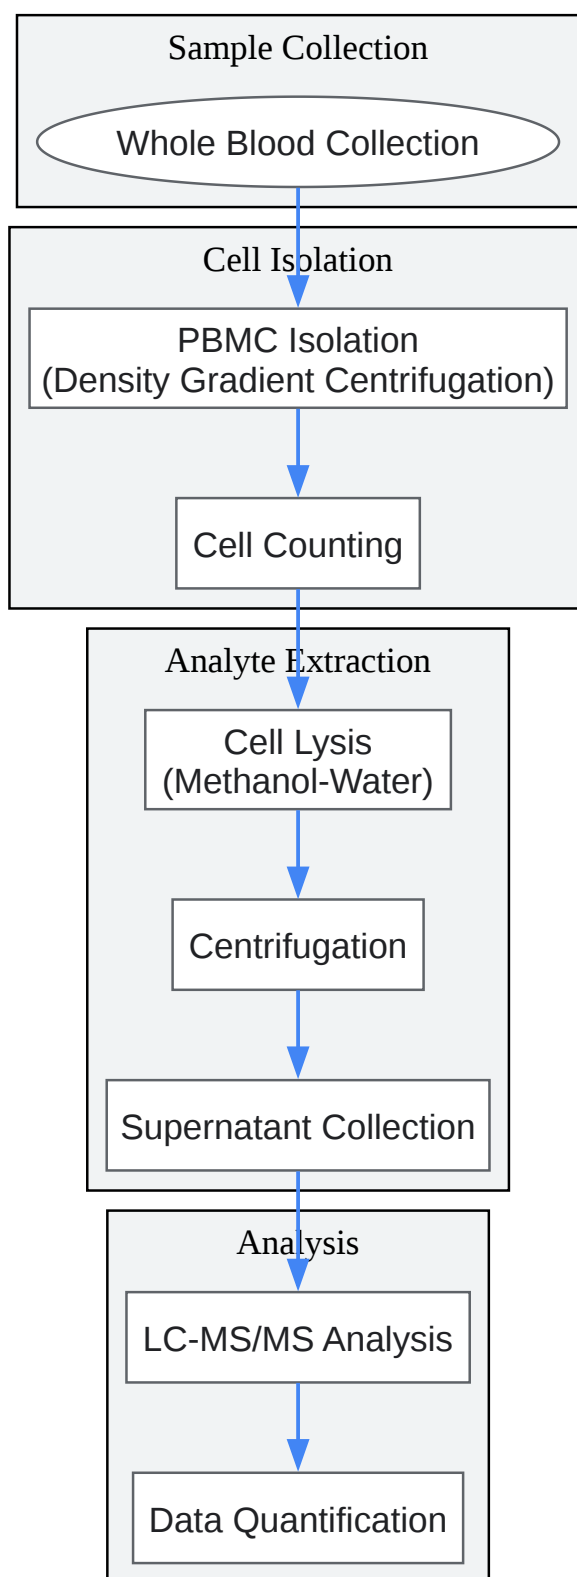 Sample Collection
Whole Blood Collection
Cell Isolation
PBMC Isolation
(Density Gradient Centrifugation)
Cell Counting
Analyte Extraction
Cell Lysis
(Methanol-Water)
Centrifugation
Supernatant Collection
Analysis
LC-MS/MS Analysis
Data Quantification